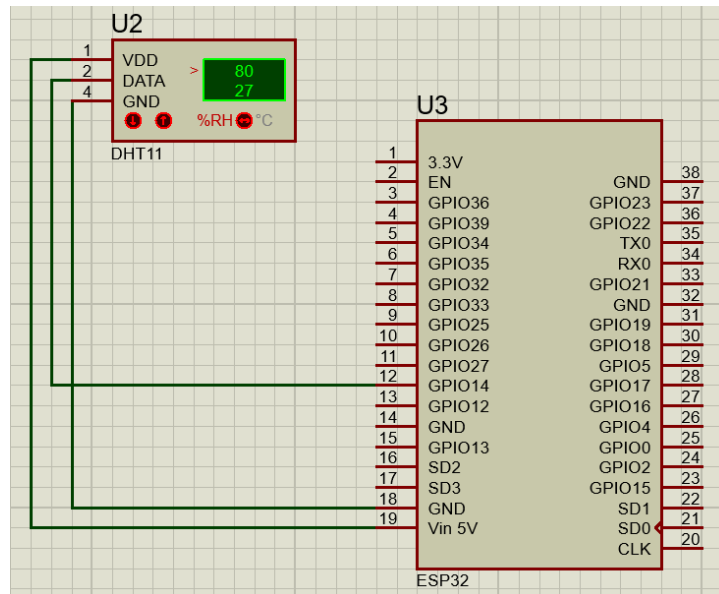 U2
1 VDD
2 DATA
4 GND
> 80
27
%RH °C
DHT11
U3
1 3.3V
2 EN
3 GPIO36
4 GPIO39
5 GPIO34
6 GPIO35
7 GPIO32
8 GPIO33
9 GPIO25
10 GPIO26
11 GPIO27
12 GPIO14
13 GPIO12
14 GND
15 GPIO13
16 SD2
17 SD3
18 GND
19 Vin 5V
GND 38
GPIO23 37
GPIO22 36
TX0 35
RX0 34
GPIO21 33
GND 32
GPIO19 31
GPIO18 30
GPIO5 29
GPIO17 28
GPIO16 27
GPIO4 26
GPIO0 25
GPIO2 24
GPIO15 23
SD1 22
SD0 21
CLK 20
ESP32